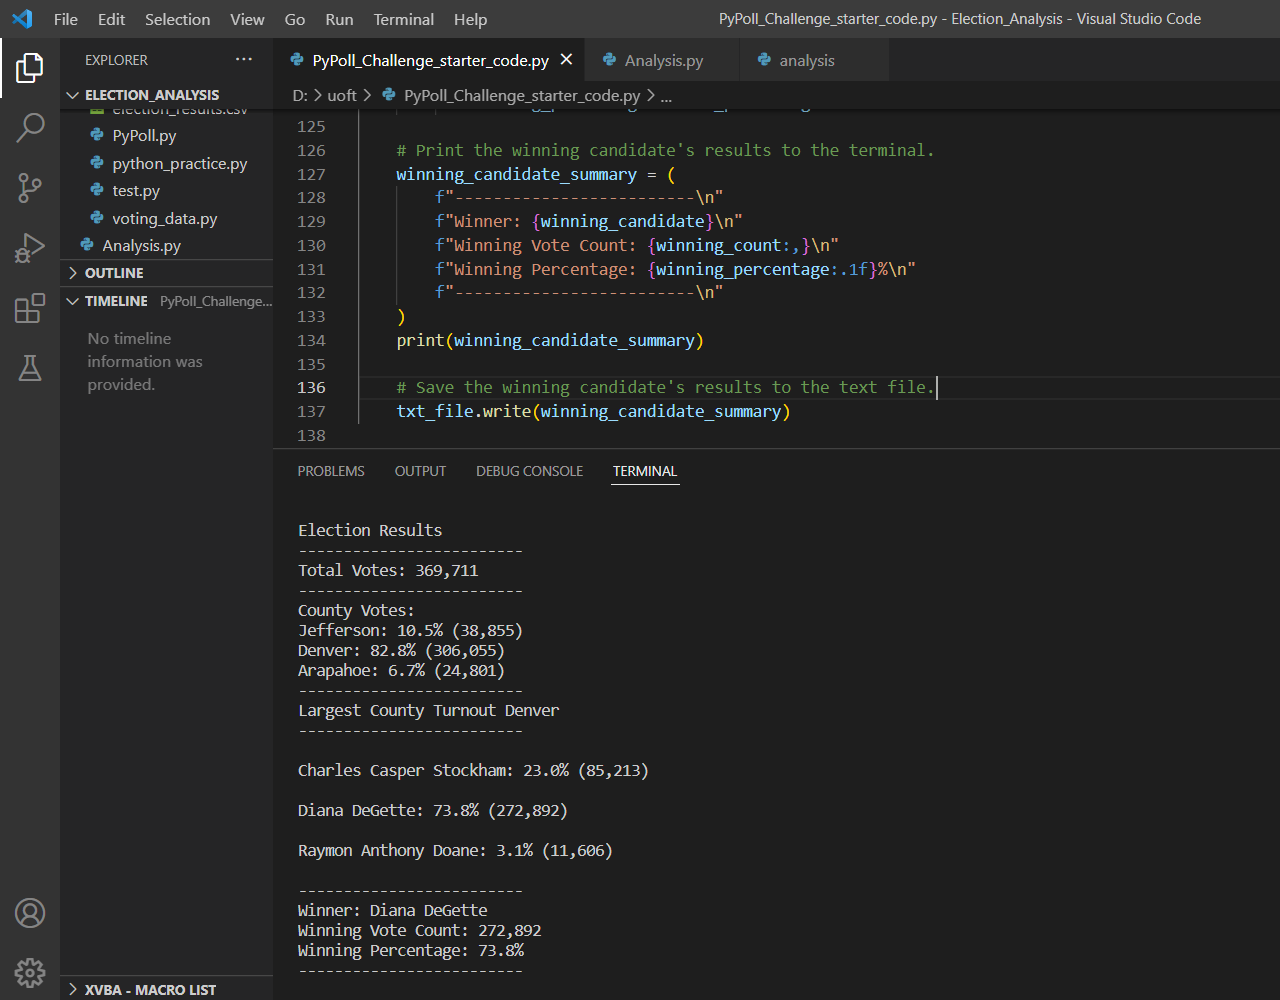 File Edit Selection View Go Run Terminal Help PyPoll_Challenge_starter_code.py - Election_Analysis - Visual Studio Code
EXPLORER ···
ELECTION_ANALYSIS
election_results.csv
PyPoll.py
python_practice.py
test.py
voting_data.py
Analysis.py
OUTLINE
TIMELINE PyPoll_Challenge...
No timeline
information was
provided.
XVBA - MACRO LIST
PyPoll_Challenge_starter_code.py Analysis.py analysis
D: > uoft > PyPoll_Challenge_starter_code.py > ...
125
126 # Print the winning candidate's results to the terminal.
127 winning_candidate_summary = (
128 f"-------------------------\n"
129 f"Winner: {winning_candidate}\n"
130 f"Winning Vote Count: {winning_count:,}\n"
131 f"Winning Percentage: {winning_percentage:.1f}%\n"
132 f"-------------------------\n"
133 )
134 print(winning_candidate_summary)
135
136 # Save the winning candidate's results to the text file.
137 txt_file.write(winning_candidate_summary)
138
PROBLEMS OUTPUT DEBUG CONSOLE TERMINAL
Election Results
-------------------------
Total Votes: 369,711
-------------------------
County Votes:
Jefferson: 10.5% (38,855)
Denver: 82.8% (306,055)
Arapahoe: 6.7% (24,801)
-------------------------
Largest County Turnout Denver
-------------------------
Charles Casper Stockham: 23.0% (85,213)
Diana DeGette: 73.8% (272,892)
Raymon Anthony Doane: 3.1% (11,606)
-------------------------
Winner: Diana DeGette
Winning Vote Count: 272,892
Winning Percentage: 73.8%
-------------------------